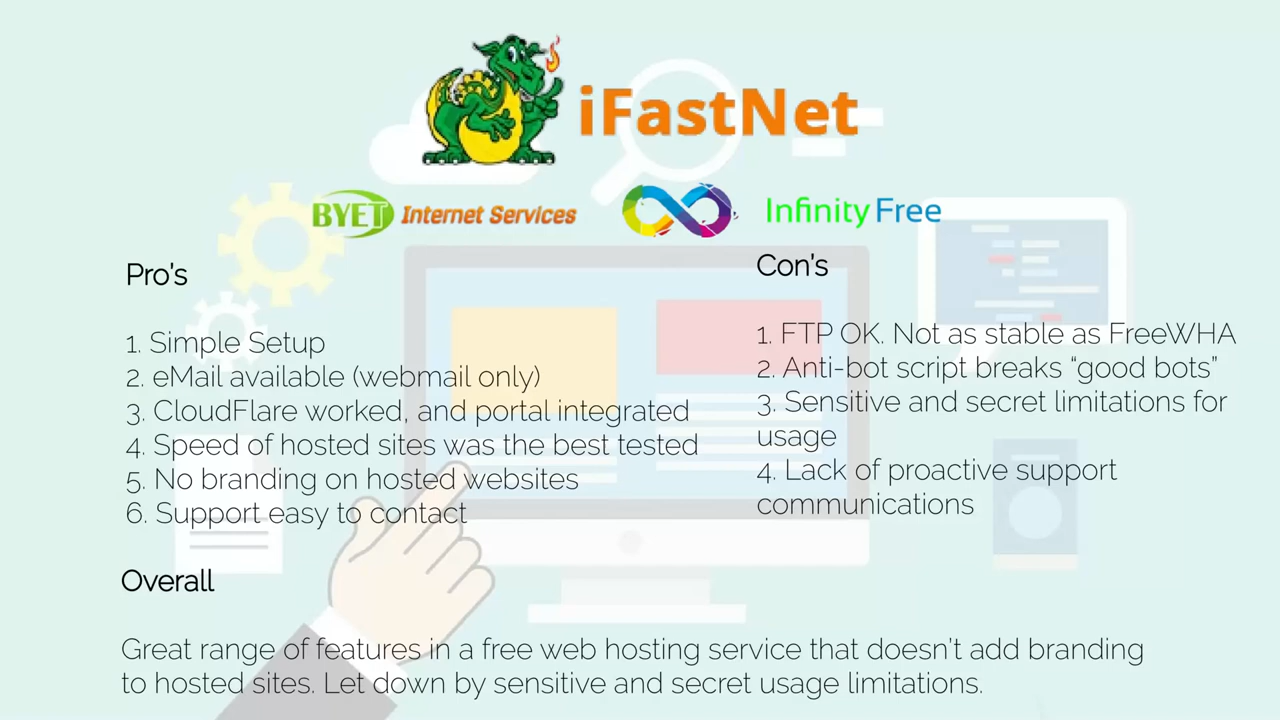 iFastNet
BYET Internet Services
Infinity Free
Pro's
1. Simple Setup
2. eMail available (webmail only)
3. CloudFlare worked, and portal integrated
4. Speed of hosted sites was the best tested
5. No branding on hosted websites
6. Support easy to contact
Con's
1. FTP OK. Not as stable as FreeWHA
2. Anti-bot script breaks “good bots”
3. Sensitive and secret limitations for
usage
4. Lack of proactive support
communications
Overall
Great range of features in a free web hosting service that doesn't add branding
to hosted sites. Let down by sensitive and secret usage limitations.